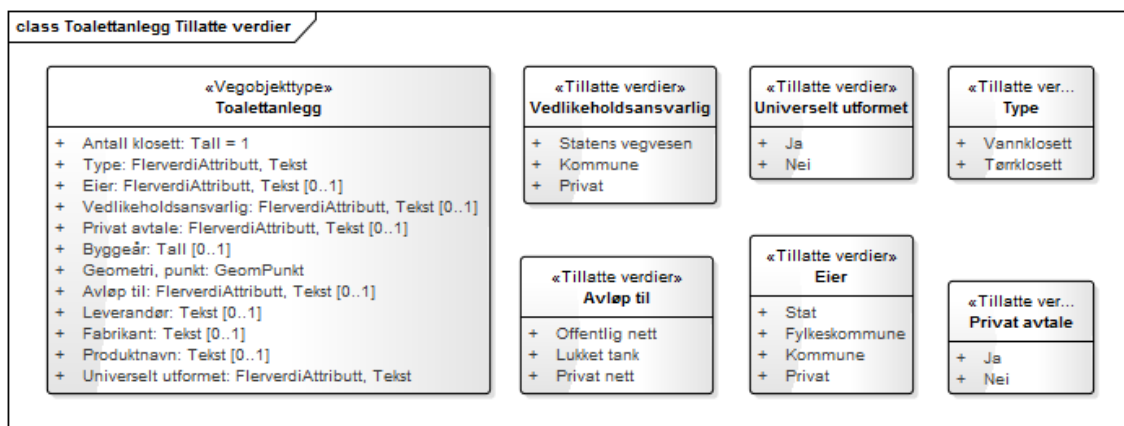 class Toalettanlegg Tillatte verdier
«Vegobjekttype»
Toalettanlegg
+ Antall klosett: Tall = 1
+ Type: FlerverdiAttributt, Tekst
+ Eier: FlerverdiAttributt, Tekst [0..1]
+ Vedlikeholdsansvarlig: FlerverdiAttributt, Tekst [0..1]
+ Privat avtale: FlerverdiAttributt, Tekst [0..1]
+ Byggeår: Tall [0..1]
+ Geometri, punkt: GeomPunkt
+ Avløp til: FlerverdiAttributt, Tekst [0..1]
+ Leverandør: Tekst [0..1]
+ Fabrikant: Tekst [0..1]
+ Produktnavn: Tekst [0..1]
+ Universelt utformet: FlerverdiAttributt, Tekst
«Tillatte verdier»
Vedlikeholdsansvarlig
+ Statens vegvesen
+ Kommune
+ Privat
«Tillatte verdier»
Universelt utformet
+ Ja
+ Nei
«Tillatte ver...
Type
+ Vannklosett
+ Tørrklosett
«Tillatte verdier»
Avløp til
+ Offentlig nett
+ Lukket tank
+ Privat nett
«Tillatte verdier»
Eier
+ Stat
+ Fylkeskommune
+ Kommune
+ Privat
«Tillatte ver...
Privat avtale
+ Ja
+ Nei